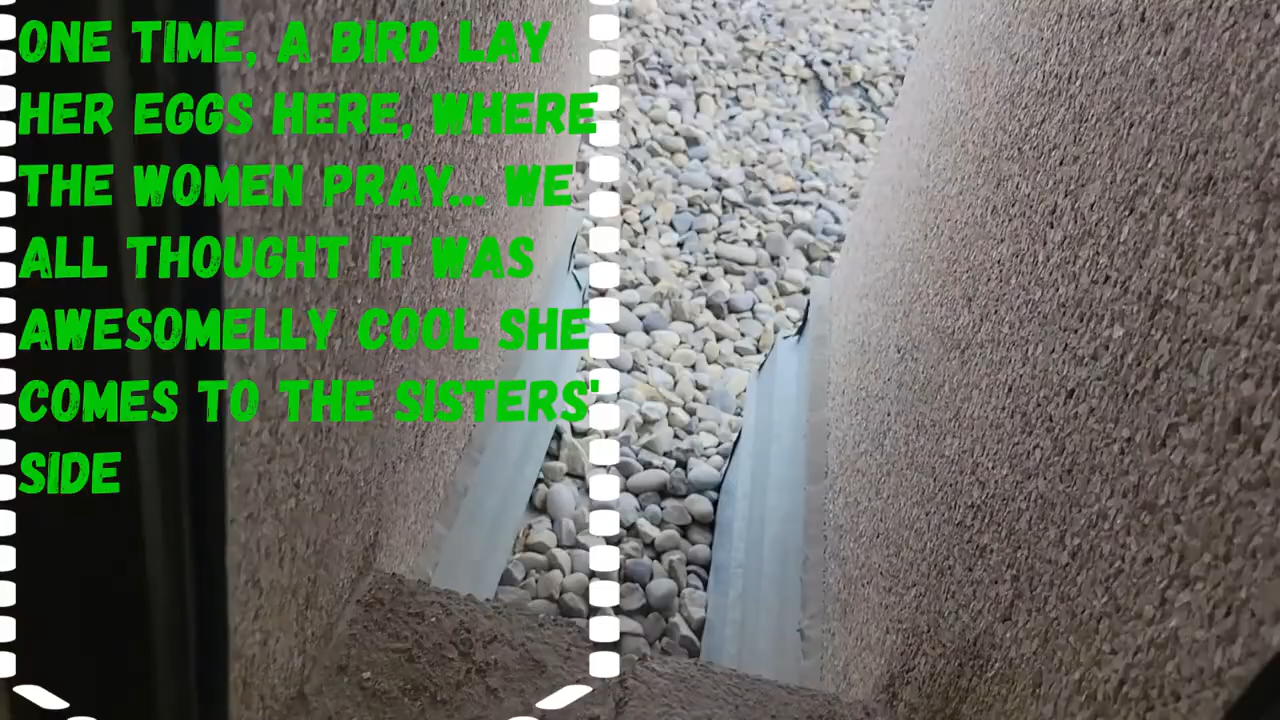 ONE TIME, A BIRD LAY
HER EGGS HERE, WHERE
THE WOMEN PRAY... WE
ALL THOUGHT IT WAS
AWESOMELLY COOL SHE
COMES TO THE SISTERS'
SIDE